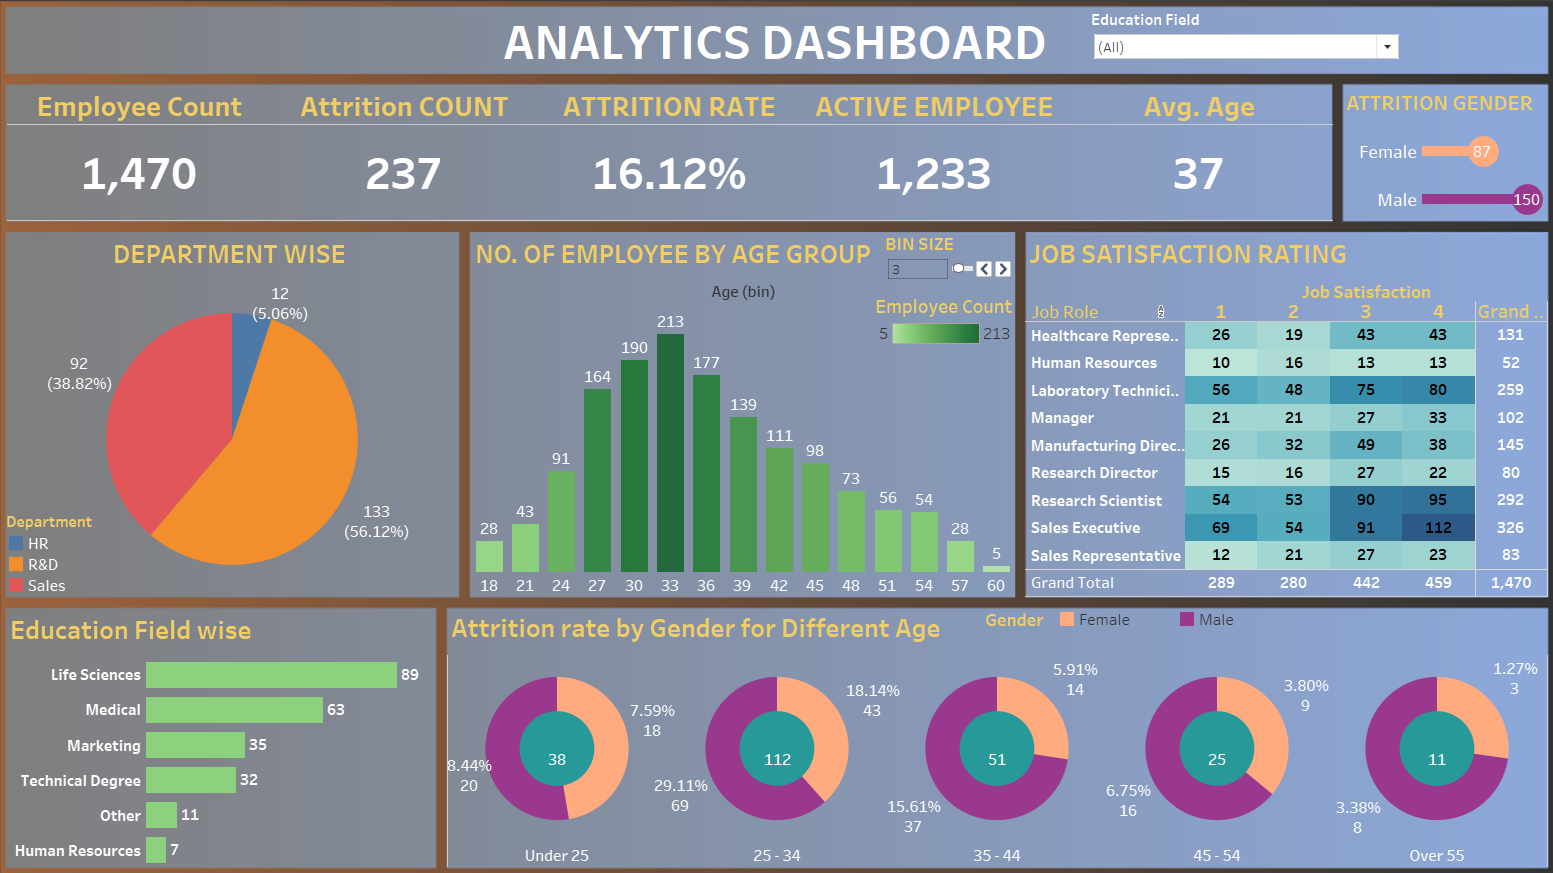 ANALYTICS DASHBOARD
Education Field
(All)
Employee Count Attrition COUNT ATTRITION RATE ACTIVE EMPLOYEE Avg. Age
1,470 237 16.12% 1,233 37
ATTRITION GENDER
Female 87
Male 150
DEPARTMENT WISE
12
(5.06%)
92
(38.82%)
133
(56.12%)
Department
HR
R&D
Sales
NO. OF EMPLOYEE BY AGE GROUP
BIN SIZE
3
Age (bin)
Employee Count
5 213
28 43 91 164 190 213 177 139 111 98 73 56 54 28 5
18 21 24 27 30 33 36 39 42 45 48 51 54 57 60
JOB SATISFACTION RATING
Job Satisfaction
Job Role 1 2 3 4 Grand ..
Healthcare Represe.. 26 19 43 43 131
Human Resources 10 16 13 13 52
Laboratory Technici.. 56 48 75 80 259
Manager 21 21 27 33 102
Manufacturing Direc.. 26 32 49 38 145
Research Director 15 16 27 22 80
Research Scientist 54 53 90 95 292
Sales Executive 69 54 91 112 326
Sales Representative 12 21 27 23 83
Grand Total 289 280 442 459 1,470
Education Field wise
Life Sciences 89
Medical 63
Marketing 35
Technical Degree 32
Other 11
Human Resources 7
Attrition rate by Gender for Different Age
Gender Female Male
7.59%
18
38
8.44%
20
Under 25
18.14%
43
112
29.11%
69
25 - 34
5.91%
14
51
15.61%
37
35 - 44
3.80%
9
25
6.75%
16
45 - 54
1.27%
3
11
3.38%
8
Over 55